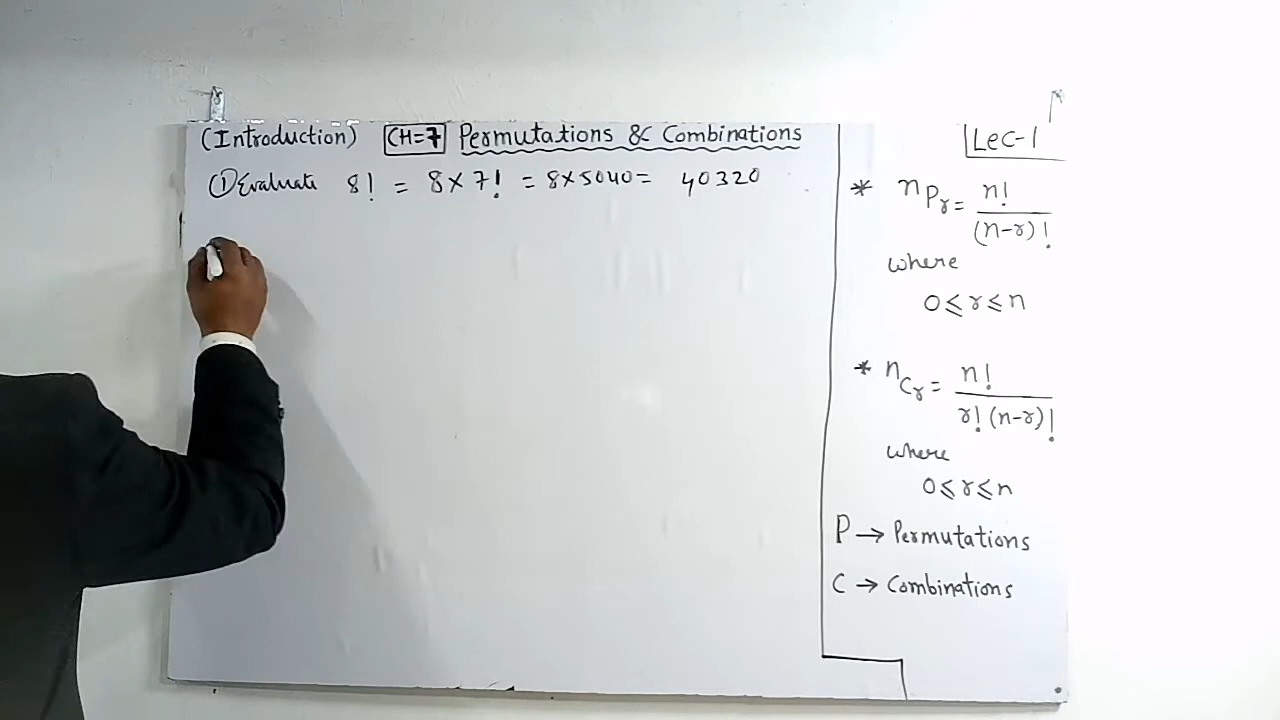 (Introduction) CH=7 Permutations & Combinations
① Evaluate 8! = 8×7! = 8×5040= 40320
Lec-1
* nPr = n!/(n-r)!
where
0≤r≤n
* nCr = n!/r!(n-r)!
where
0≤r≤n
P → Permutations
C → Combinations